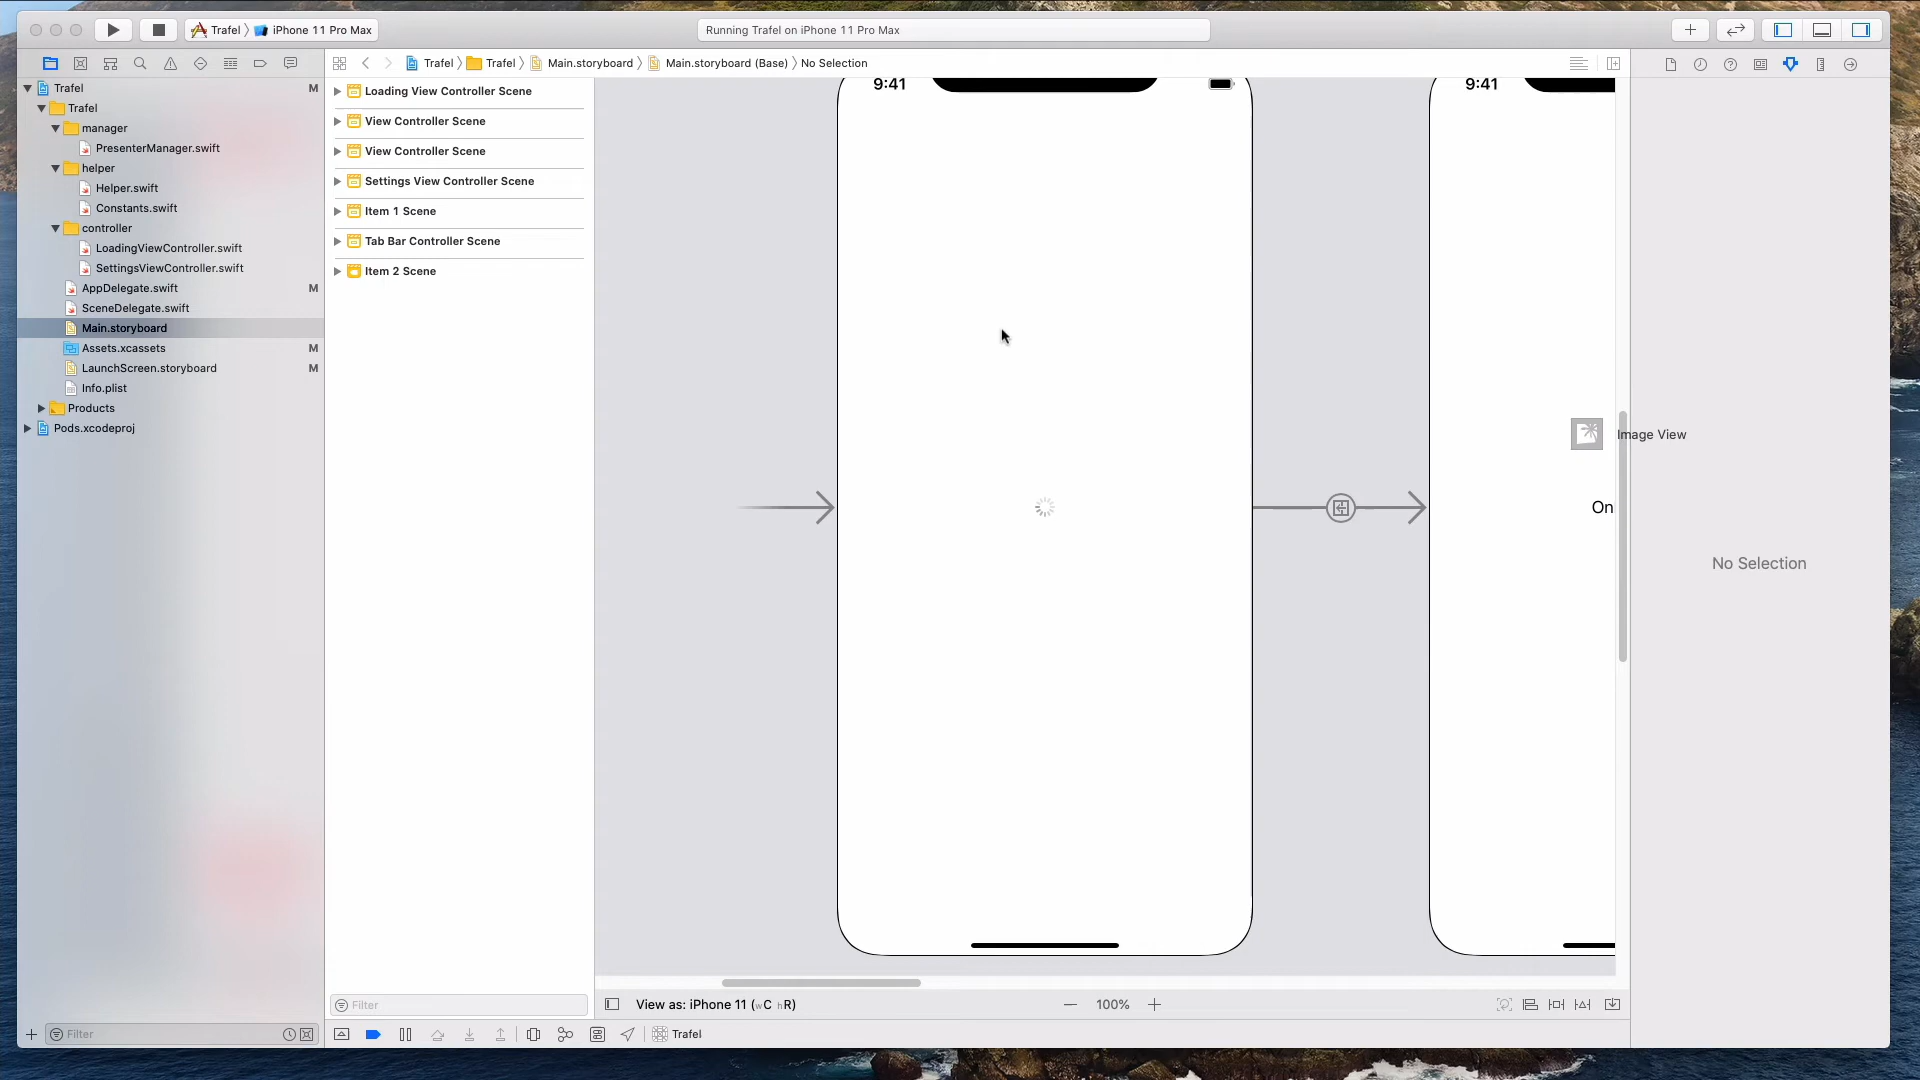 Trafel 〉 iPhone 11 Pro Max
Running Trafel on iPhone 11 Pro Max
Trafel 〉 Trafel 〉 Main.storyboard 〉 Main.storyboard (Base) 〉 No Selection
Trafel M
Trafel
manager
PresenterManager.swift
helper
Helper.swift
Constants.swift
controller
LoadingViewController.swift
SettingsViewController.swift
AppDelegate.swift M
SceneDelegate.swift
Main.storyboard
Assets.xcassets M
LaunchScreen.storyboard M
Info.plist
Products
Pods.xcodeproj
Loading View Controller Scene
View Controller Scene
View Controller Scene
Settings View Controller Scene
Item 1 Scene
Tab Bar Controller Scene
Item 2 Scene
9:41
9:41
Image View
On
No Selection
Filter
View as: iPhone 11 (wC hR)
100%
Filter
Trafel